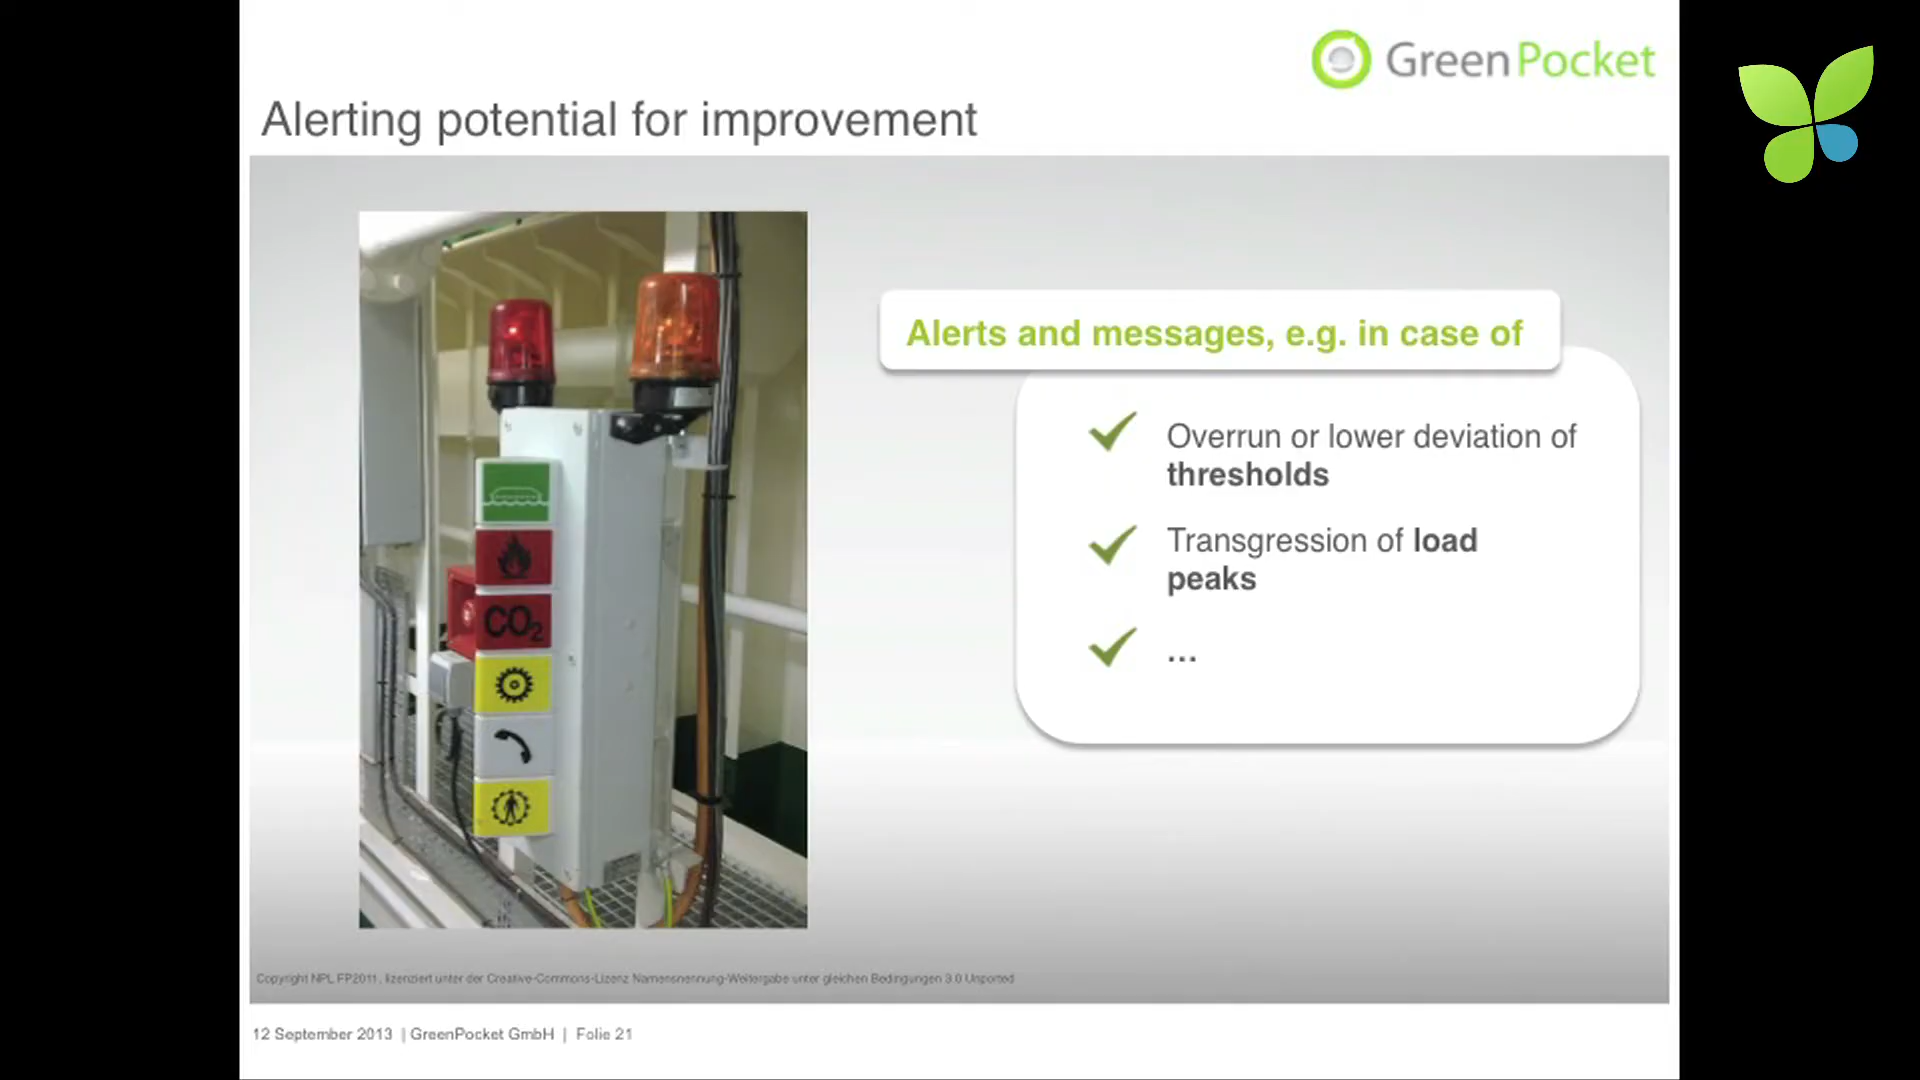 GreenPocket
Alerting potential for improvement
Alerts and messages, e.g. in case of
Overrun or lower deviation of
thresholds
Transgression of load
peaks
...
CO2
Copyright NPL FP2011, lizenziert unter der Creative-Commons-Lizenz Namensnennung-Weitergabe unter gleichen Bedingungen 3.0 Unported
12 September 2013 | GreenPocket GmbH | Folie 21